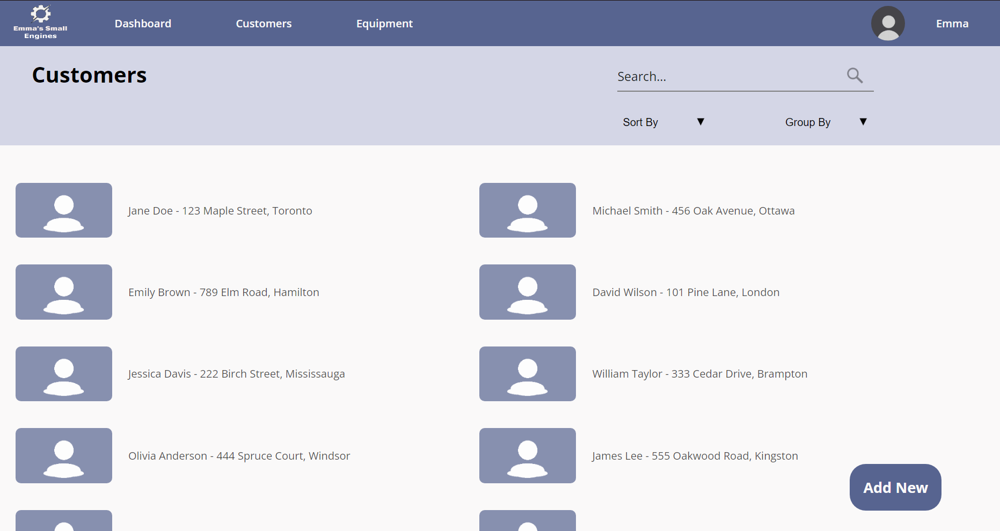 Emma's Small
Engines
Dashboard
Customers
Equipment
Emma
Customers
Search...
Sort By ▼
Group By ▼
Jane Doe - 123 Maple Street, Toronto
Michael Smith - 456 Oak Avenue, Ottawa
Emily Brown - 789 Elm Road, Hamilton
David Wilson - 101 Pine Lane, London
Jessica Davis - 222 Birch Street, Mississauga
William Taylor - 333 Cedar Drive, Brampton
Olivia Anderson - 444 Spruce Court, Windsor
James Lee - 555 Oakwood Road, Kingston
Add New